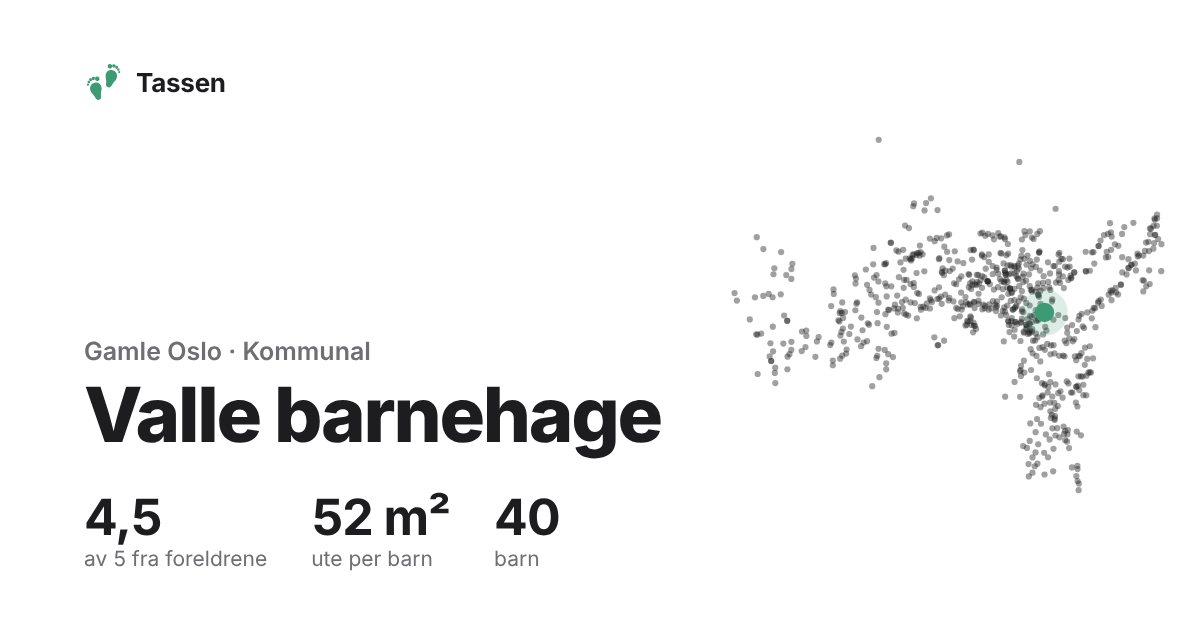 Tassen
Gamle Oslo · Kommunal
Valle barnehage
4,5
av 5 fra foreldrene
52 m²
ute per barn
40
barn